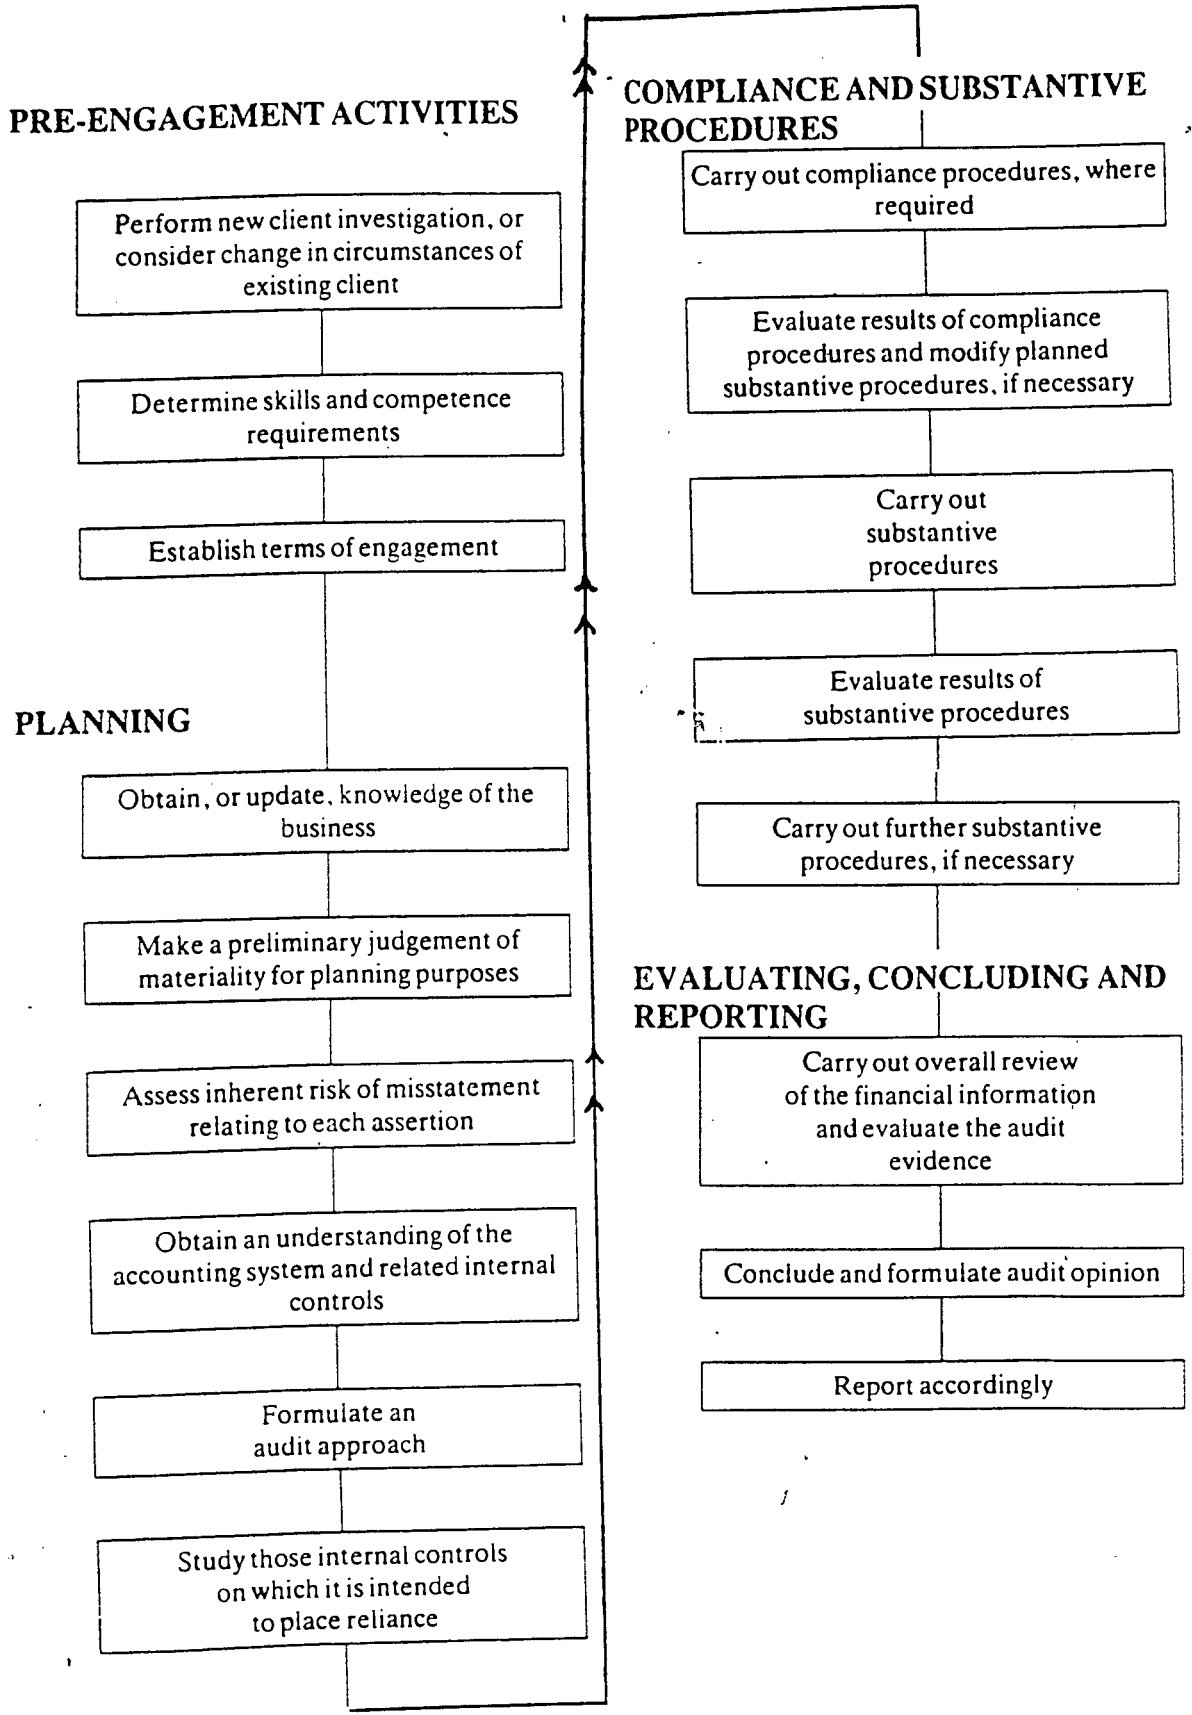 PRE-ENGAGEMENT ACTIVITIES
Perform new client investigation, or
consider change in circumstances of
existing client
Determine skills and competence
requirements
Establish terms of engagement
PLANNING
Obtain, or update, knowledge of the
business
Make a preliminary judgement of
materiality for planning purposes
Assess inherent risk of misstatement
relating to each assertion
Obtain an understanding of the
accounting system and related internal
controls
Formulate an
audit approach
Study those internal controls
on which it is intended
to place reliance
COMPLIANCE AND SUBSTANTIVE
PROCEDURES
Carry out compliance procedures, where
required
Evaluate results of compliance
procedures and modify planned
substantive procedures, if necessary
Carry out
substantive
procedures
Evaluate results of
substantive procedures
Carry out further substantive
procedures, if necessary
EVALUATING, CONCLUDING AND
REPORTING
Carry out overall review
of the financial information
and evaluate the audit
evidence
Conclude and formulate audit opinion
Report accordingly